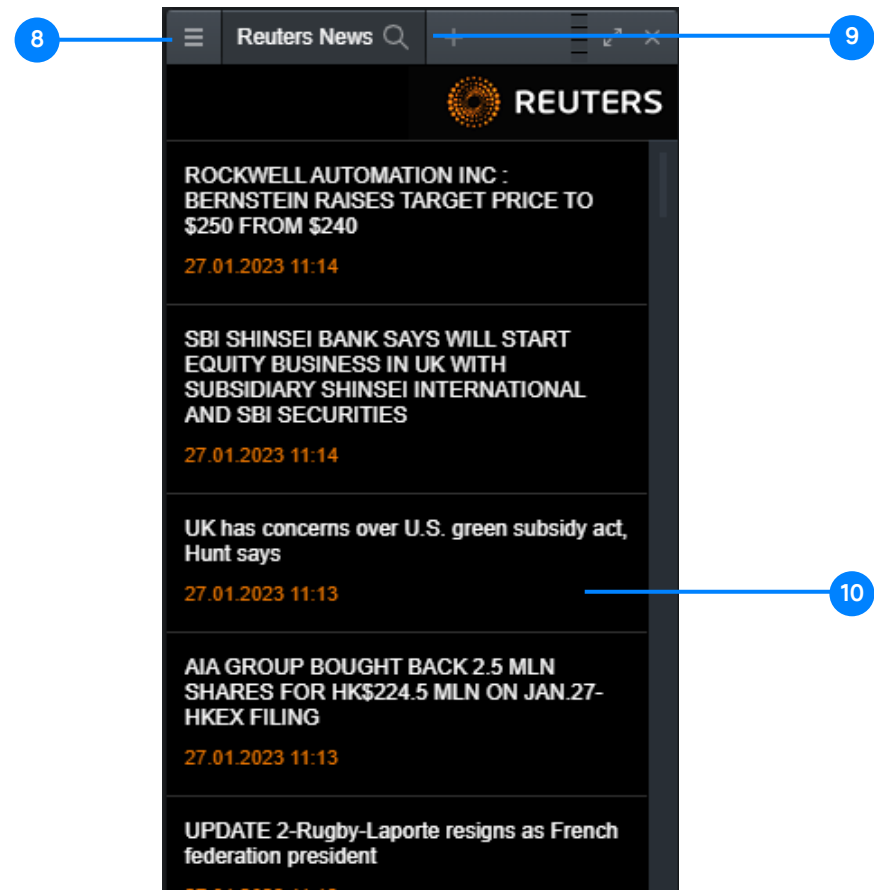 8
Reuters News
9
REUTERS
ROCKWELL AUTOMATION INC :
BERNSTEIN RAISES TARGET PRICE TO
$250 FROM $240
27.01.2023 11:14
SBI SHINSEI BANK SAYS WILL START
EQUITY BUSINESS IN UK WITH
SUBSIDIARY SHINSEI INTERNATIONAL
AND SBI SECURITIES
27.01.2023 11:14
UK has concerns over U.S. green subsidy act,
Hunt says
27.01.2023 11:13
10
AIA GROUP BOUGHT BACK 2.5 MLN
SHARES FOR HK$224.5 MLN ON JAN.27-
HKEX FILING
27.01.2023 11:13
UPDATE 2-Rugby-Laporte resigns as French
federation president